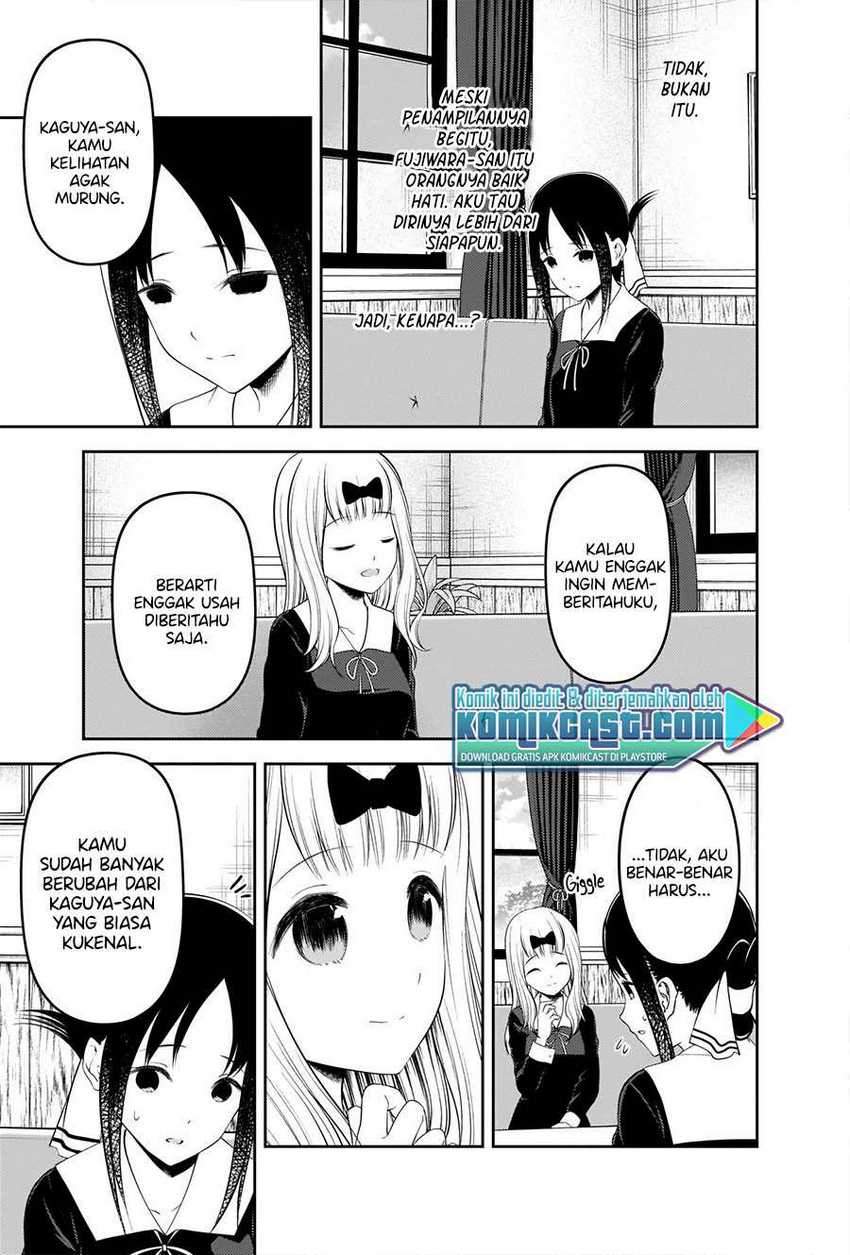 TIDAK,
BUKAN
ITU.
MESKI
PENAMPILANNYA
BEGITU,
FUJIWARA-SAN ITU
ORANGNYA BAIK
HATI. AKU TAU
DIRINYA LEBIH DARI
SIAPAPUN.
JADI, KENAPA...?
KAGUYA-SAN,
KAMU
KELIHATAN
AGAK
MURUNG.
KALAU
KAMU ENGGAK
INGIN MEM-
BERITAHUKU,
BERARTI
ENGGAK USAH
DIBERITAHU
SAJA.
Komik ini diedit & diterjemahkan oleh
KOMIKCAST.COM
DOWNLOAD GRATIS APK KOMIKCAST DI PLAYSTORE
...TIDAK, AKU
BENAR-BENAR
HARUS...
Giggle
KAMU
SUDAH BANYAK
BERUBAH DARI
KAGUYA-SAN
YANG BIASA
KUKENAL.